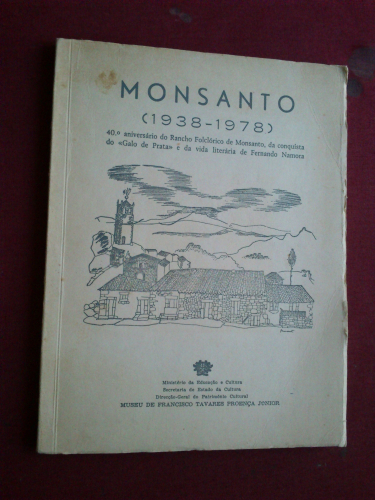 MONSANTO
(1938-1978)
40.º aniversário do Rancho Folclórico de Monsanto, da conquista
do «Galo de Prata» e da vida literária de Fernando Namora
Ministério da Educação e Cultura
Secretaria de Estado da Cultura
Direcção-Geral do Património Cultural
MUSEU DE FRANCISCO TAVARES PROENÇA JÚNIOR